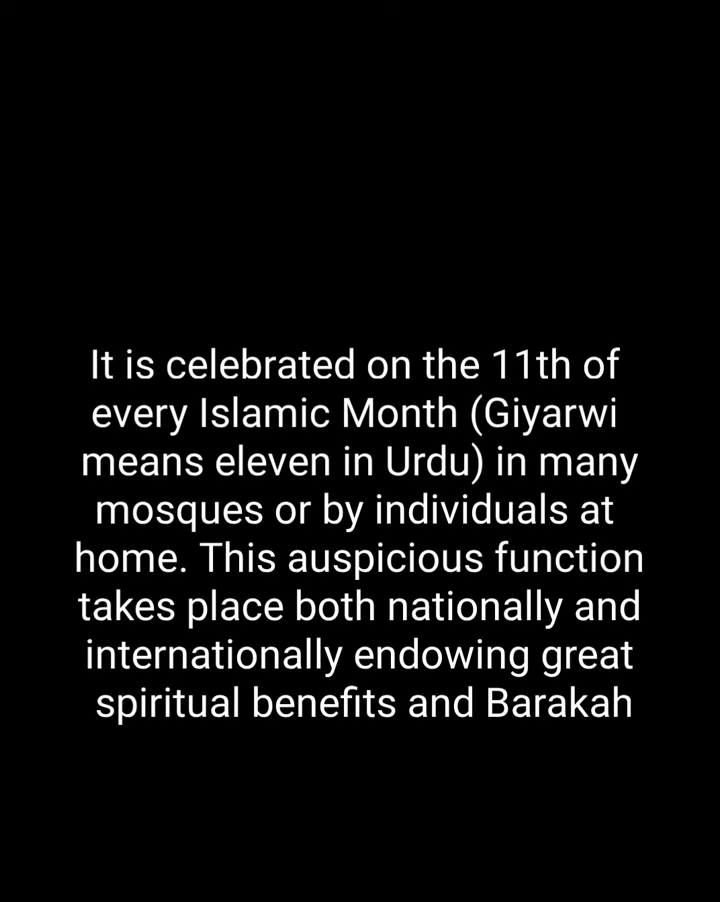 It is celebrated on the 11th of
every Islamic Month (Giyarwi
means eleven in Urdu) in many
mosques or by individuals at
home. This auspicious function
takes place both nationally and
internationally endowing great
spiritual benefits and Barakah